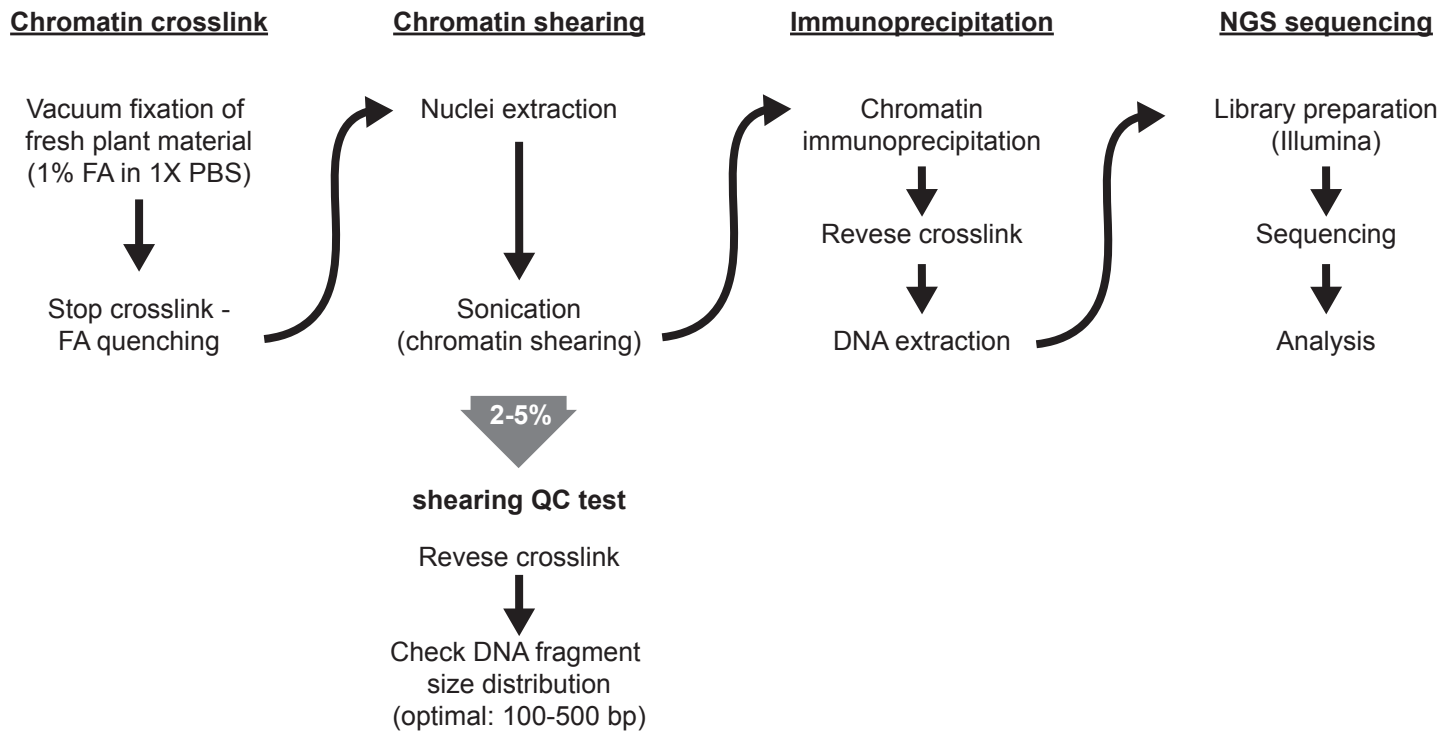 Chromatin crosslink
Vacuum fixation of
fresh plant material
(1% FA in 1X PBS)
Stop crosslink -
FA quenching
Chromatin shearing
Nuclei extraction
Sonication
(chromatin shearing)
2-5%
shearing QC test
Revese crosslink
Check DNA fragment
size distribution
(optimal: 100-500 bp)
Immunoprecipitation
Chromatin
immunoprecipitation
Revese crosslink
DNA extraction
NGS sequencing
Library preparation
(Illumina)
Sequencing
Analysis